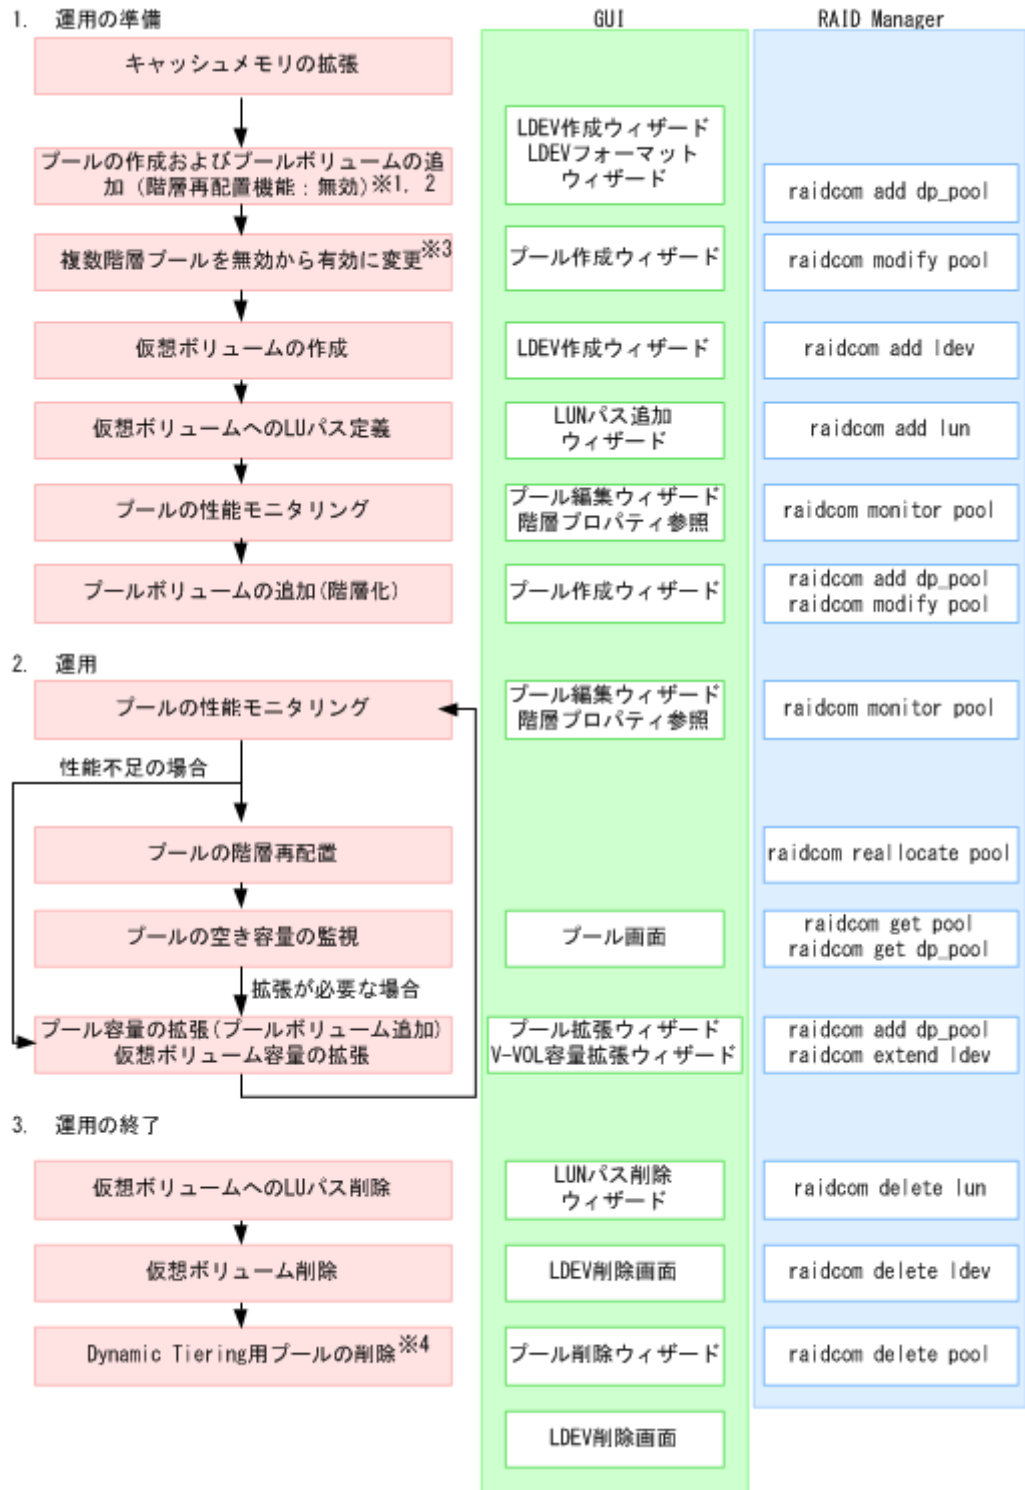 1. 運用の準備
GUI
RAID Manager
キャッシュメモリの拡張
LDEV作成ウィザード
LDEVフォーマット
ウィザード
プールの作成およびプールボリュームの追
加（階層再配置機能：無効）※1, 2
raidcom add dp_pool
複数階層プールを無効から有効に変更※3
プール作成ウィザード
raidcom modify pool
仮想ボリュームの作成
LDEV作成ウィザード
raidcom add ldev
仮想ボリュームへのLUパス定義
LUNパス追加
ウィザード
raidcom add lun
プールの性能モニタリング
プール編集ウィザード
階層プロパティ参照
raidcom monitor pool
プールボリュームの追加(階層化)
プール作成ウィザード
raidcom add dp_pool
raidcom modify pool
2. 運用
プールの性能モニタリング
プール編集ウィザード
階層プロパティ参照
raidcom monitor pool
性能不足の場合
プールの階層再配置
raidcom reallocate pool
プールの空き容量の監視
プール画面
raidcom get pool
raidcom get dp_pool
拡張が必要な場合
プール容量の拡張(プールボリューム追加)
仮想ボリューム容量の拡張
プール拡張ウィザード
V-VOL容量拡張ウィザード
raidcom add dp_pool
raidcom extend ldev
3. 運用の終了
仮想ボリュームへのLUパス削除
LUNパス削除
ウィザード
raidcom delete lun
仮想ボリューム削除
LDEV削除画面
raidcom delete ldev
Dynamic Tiering用プールの削除※4
プール削除ウィザード
raidcom delete pool
LDEV削除画面